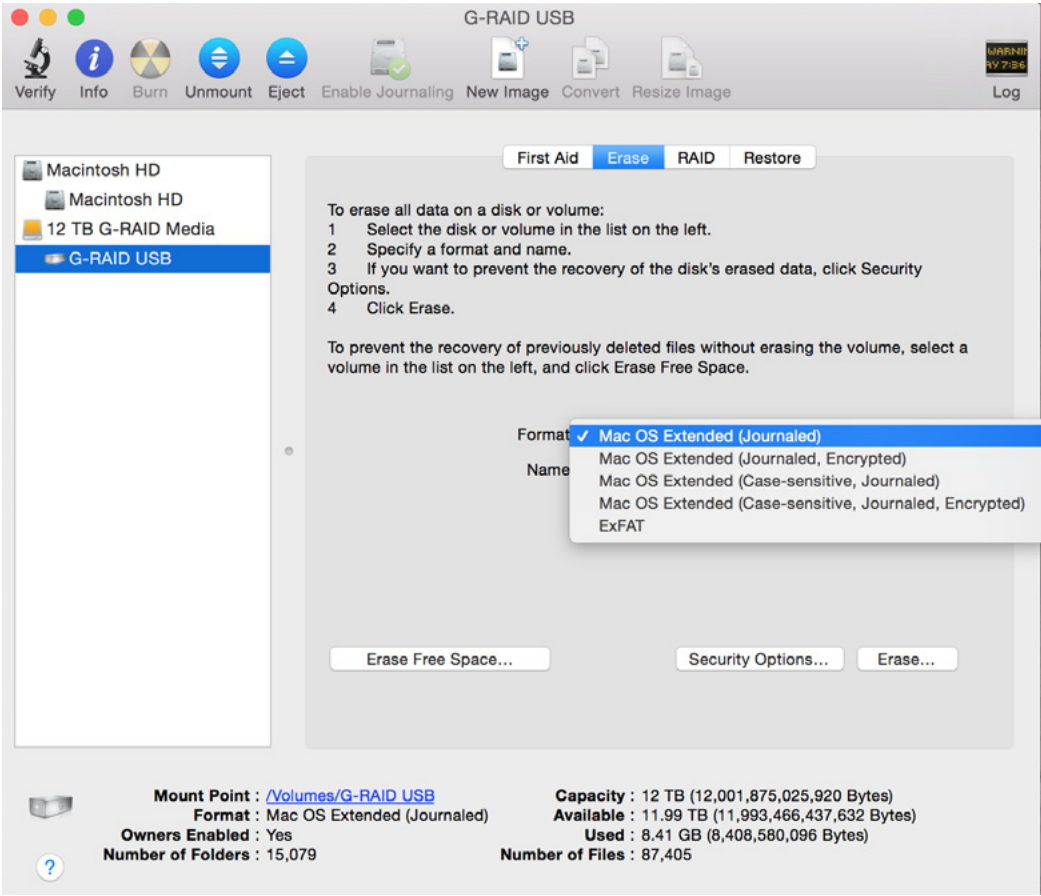 G-RAID USB
Verify Info Burn Unmount Eject Enable Journaling New Image Convert Resize Image Log
WARNIN
AY 7:36
First Aid Erase RAID Restore
Macintosh HD
Macintosh HD
12 TB G-RAID Media
G-RAID USB
To erase all data on a disk or volume:
1 Select the disk or volume in the list on the left.
2 Specify a format and name.
3 If you want to prevent the recovery of the disk's erased data, click Security
Options.
4 Click Erase.
To prevent the recovery of previously deleted files without erasing the volume, select a
volume in the list on the left, and click Erase Free Space.
Format ✓ Mac OS Extended (Journaled)
Mac OS Extended (Journaled, Encrypted)
Name
Mac OS Extended (Case-sensitive, Journaled)
Mac OS Extended (Case-sensitive, Journaled, Encrypted)
ExFAT
Erase Free Space... Security Options... Erase...
Mount Point : /Volumes/G-RAID USB Capacity : 12 TB (12,001,875,025,920 Bytes)
Format : Mac OS Extended (Journaled) Available : 11.99 TB (11,993,466,437,632 Bytes)
Owners Enabled : Yes Used : 8.41 GB (8,408,580,096 Bytes)
Number of Folders : 15,079 Number of Files : 87,405
?